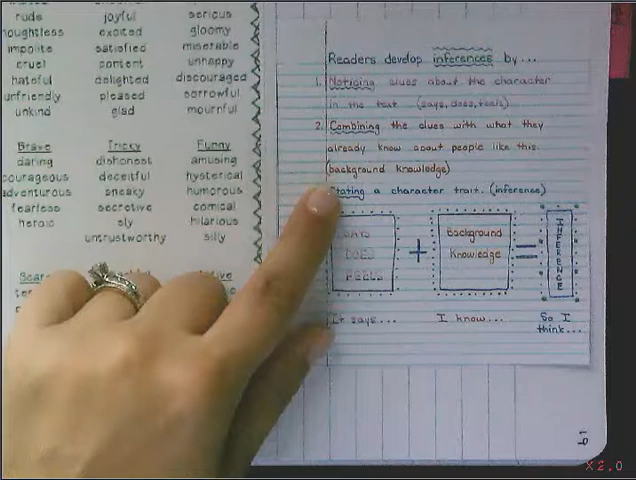 rude joyful serious
excited gloomy
impolite satisfied miserable
cruel content unhappy
hateful delighted discouraged
unfriendly pleased sorrowful
unkind glad mournful
Brave Tricky Funny
daring dishonest amusing
courageous deceitful hysterical
adventurous sneaky humorous
fearless secretive comical
heroic sly hilarious
untrustworthy silly
Readers develop inferences by...
1. Noticing clues about the character
in the text (says, does, feels)
2. Combining the clues with what they
already know about people like this.
(background knowledge)
Stating a character trait. (inference)
SAYS
DOES
FEELS
+
Background
Knowledge
=
INFERENCE
It says...
I know...
So I
think...
X2.0